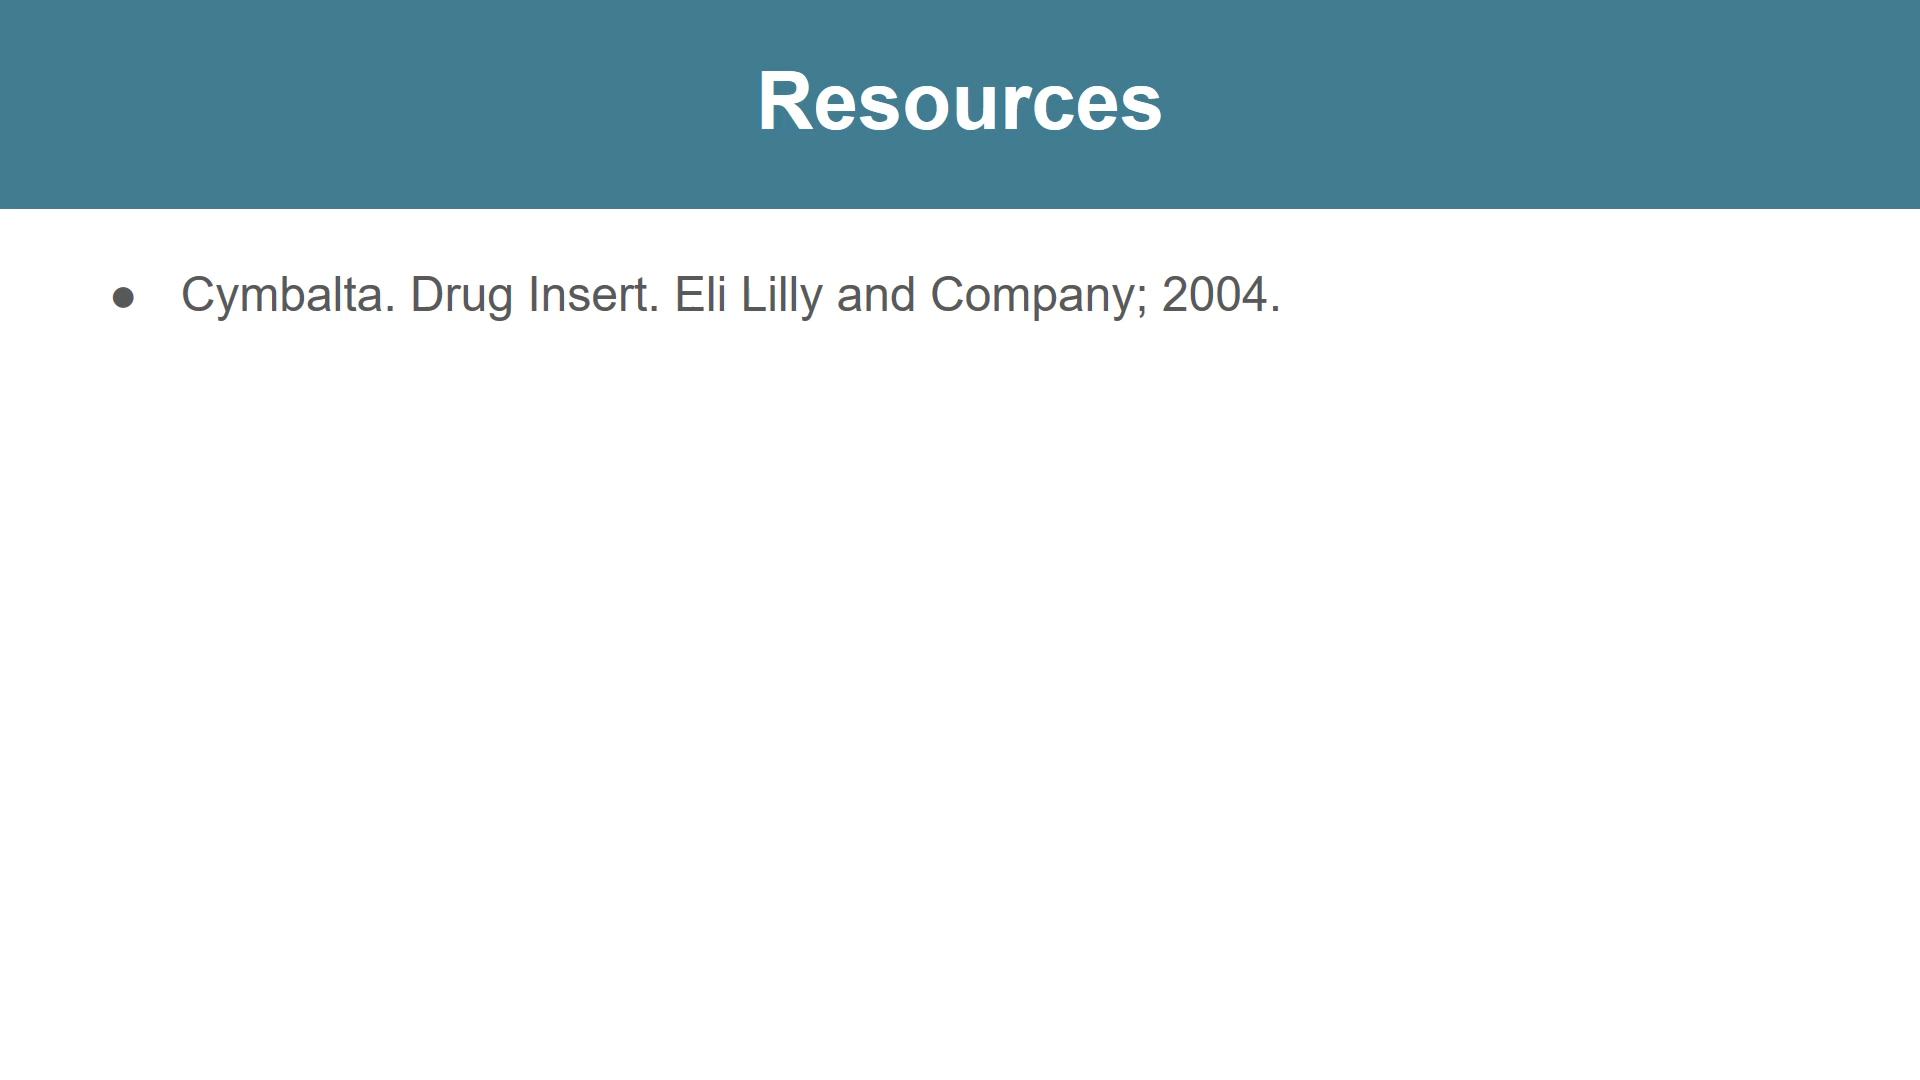 Resources
● Cymbalta. Drug Insert. Eli Lilly and Company; 2004.